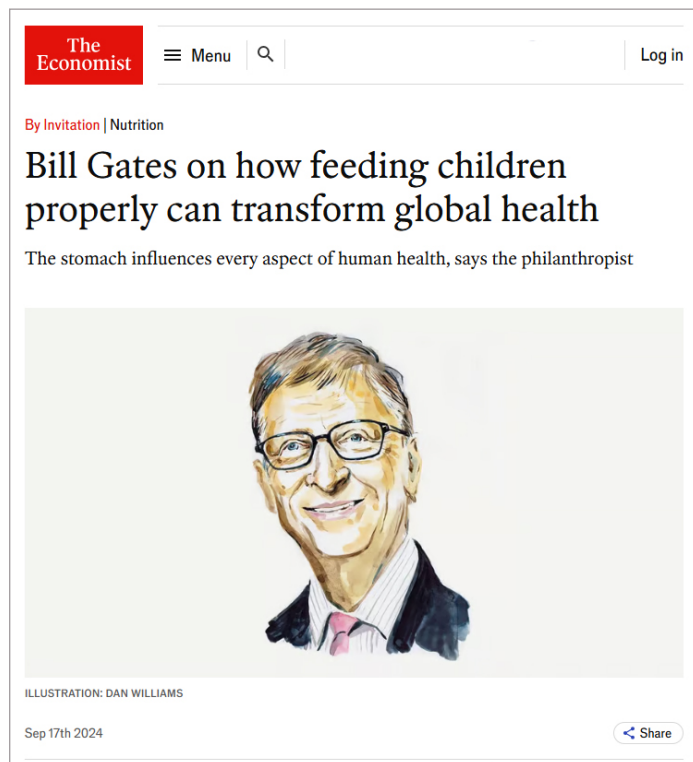 The
Economist
Menu
Log in
By Invitation | Nutrition
Bill Gates on how feeding children
properly can transform global health
The stomach influences every aspect of human health, says the philanthropist
ILLUSTRATION: DAN WILLIAMS
Sep 17th 2024
Share